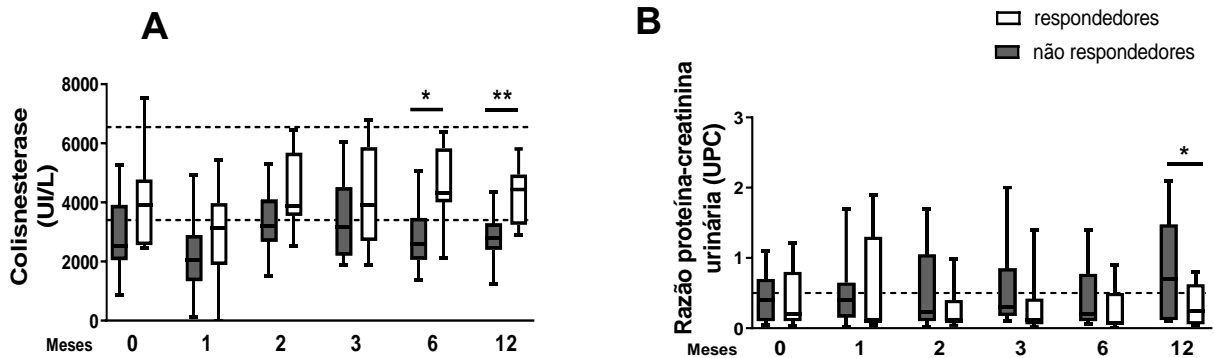 A
B
respondedores
não respondedores
Colisnesterase
(UI/L)
8000
6000
4000
2000
0
*
**
Meses 0 1 2 3 6 12
Razão proteína-creatinina
urinária (UPC)
3
2
1
0
*
Meses 0 1 2 3 6 12